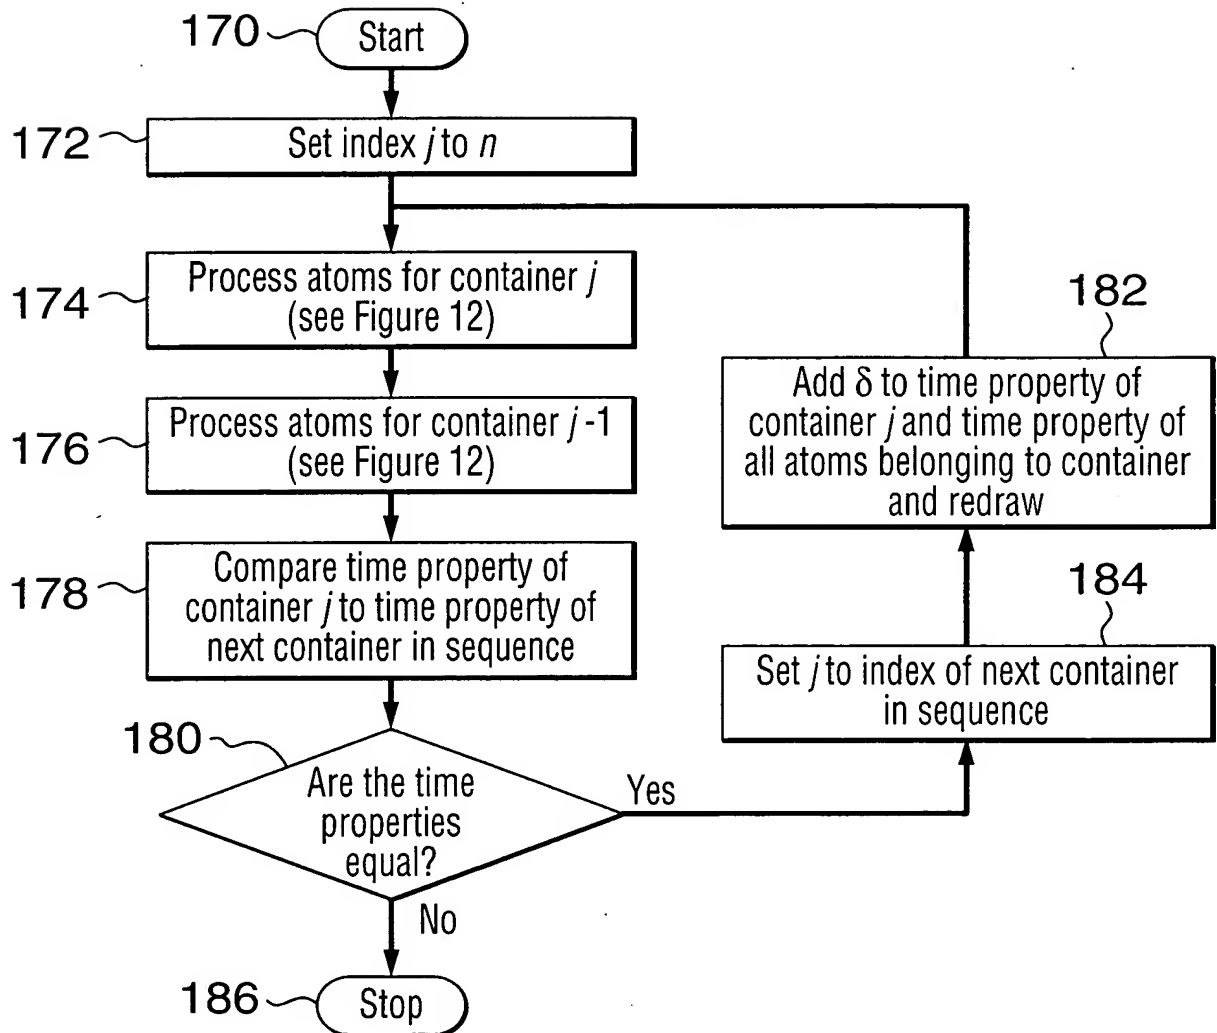 170
Start
172
Set index j to n
174
Process atoms for container j
(see Figure 12)
176
Process atoms for container j -1
(see Figure 12)
178
Compare time property of
container j to time property of
next container in sequence
180
Are the time
properties
equal?
Yes
No
186
Stop
184
Set j to index of next container
in sequence
182
Add δ to time property of
container j and time property of
all atoms belonging to container
and redraw